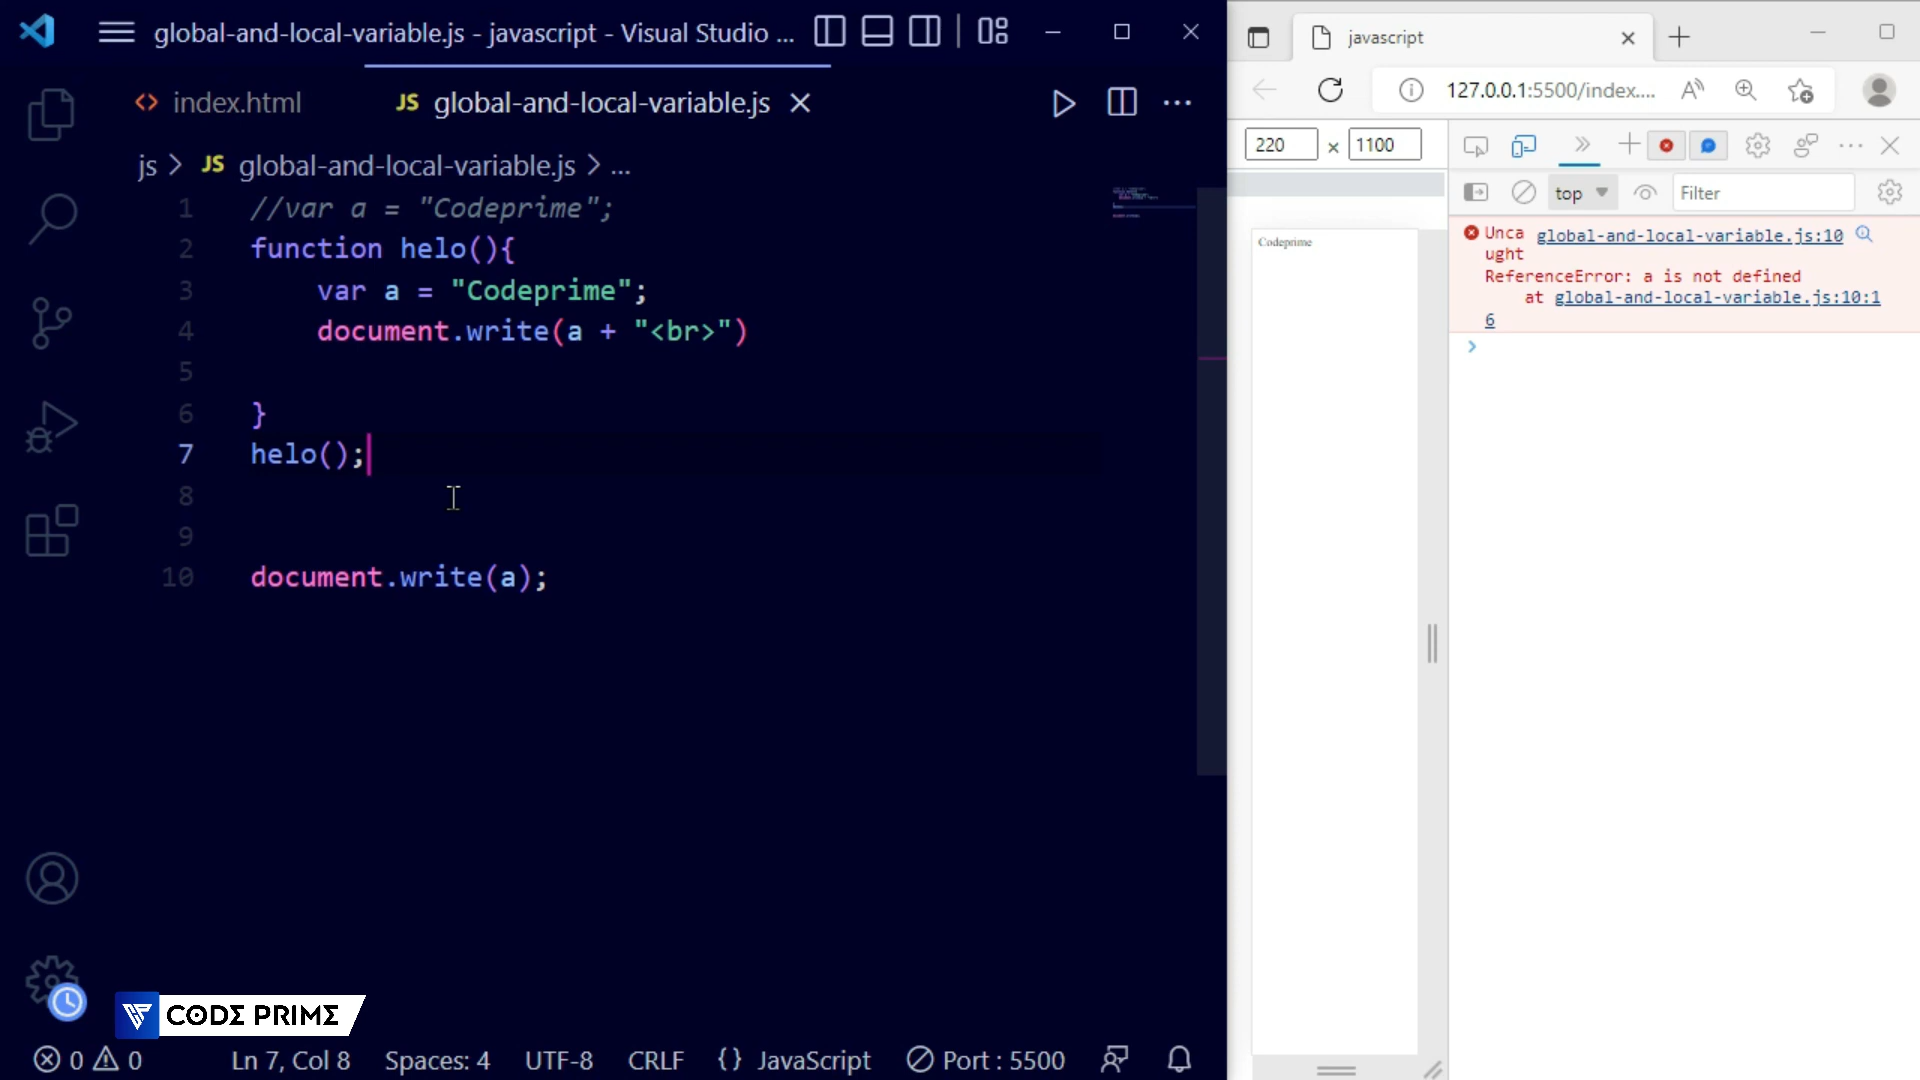 global-and-local-variable.js - javascript - Visual Studio ...
index.html
JS global-and-local-variable.js
js > JS global-and-local-variable.js > ...
1 //var a = "Codeprime";
2 function helo(){
3 var a = "Codeprime";
4 document.write(a + "<br>")
5
6 }
7 helo();
8
9
10 document.write(a);
CODΣ PRIMΣ
0 0 Ln 7, Col 8 Spaces: 4 UTF-8 CRLF {} JavaScript Port : 5500
javascript
127.0.0.1:5500/index....
220 × 1100
top Filter
Codeprime
Unca global-and-local-variable.js:10
ught
ReferenceError: a is not defined
at global-and-local-variable.js:10:1
6